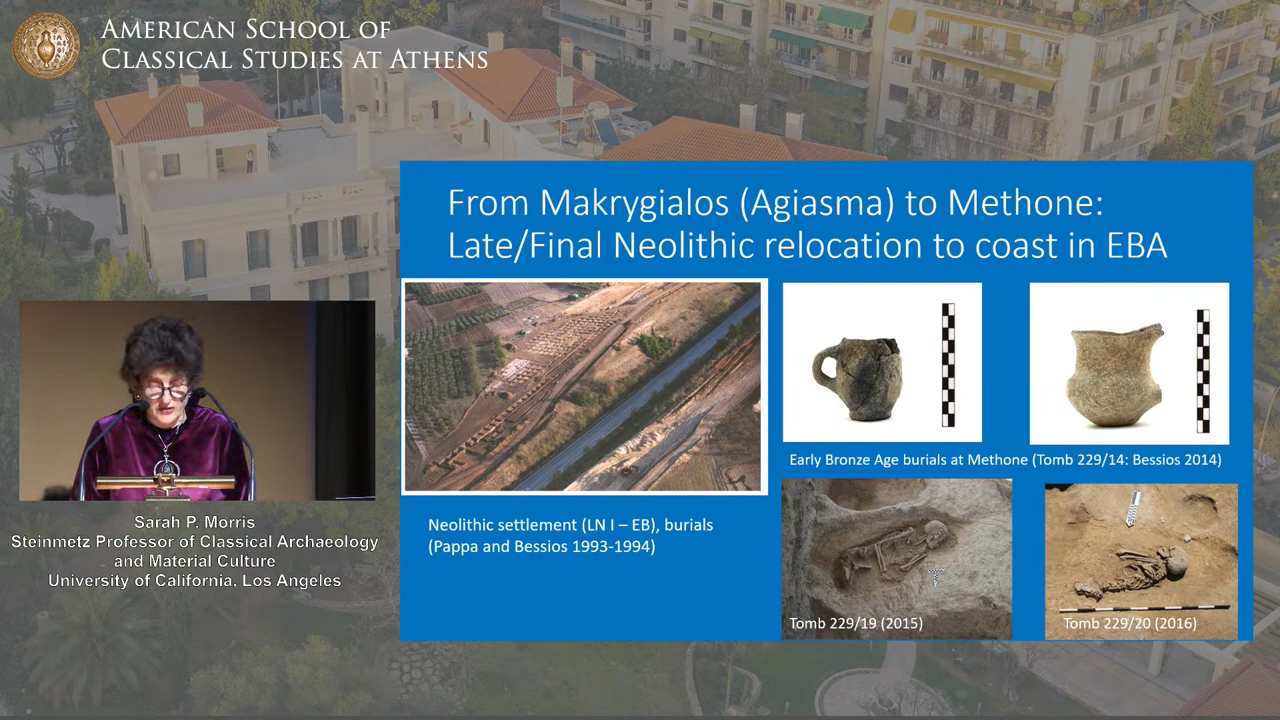 AMERICAN SCHOOL OF
CLASSICAL STUDIES AT ATHENS
From Makrygialos (Agiasma) to Methone:
Late/Final Neolithic relocation to coast in EBA
Early Bronze Age burials at Methone (Tomb 229/14: Bessios 2014)
Neolithic settlement (LN I – EB), burials
(Pappa and Bessios 1993-1994)
Tomb 229/19 (2015)
Tomb 229/20 (2016)
Sarah P. Morris
Steinmetz Professor of Classical Archaeology
and Material Culture
University of California, Los Angeles